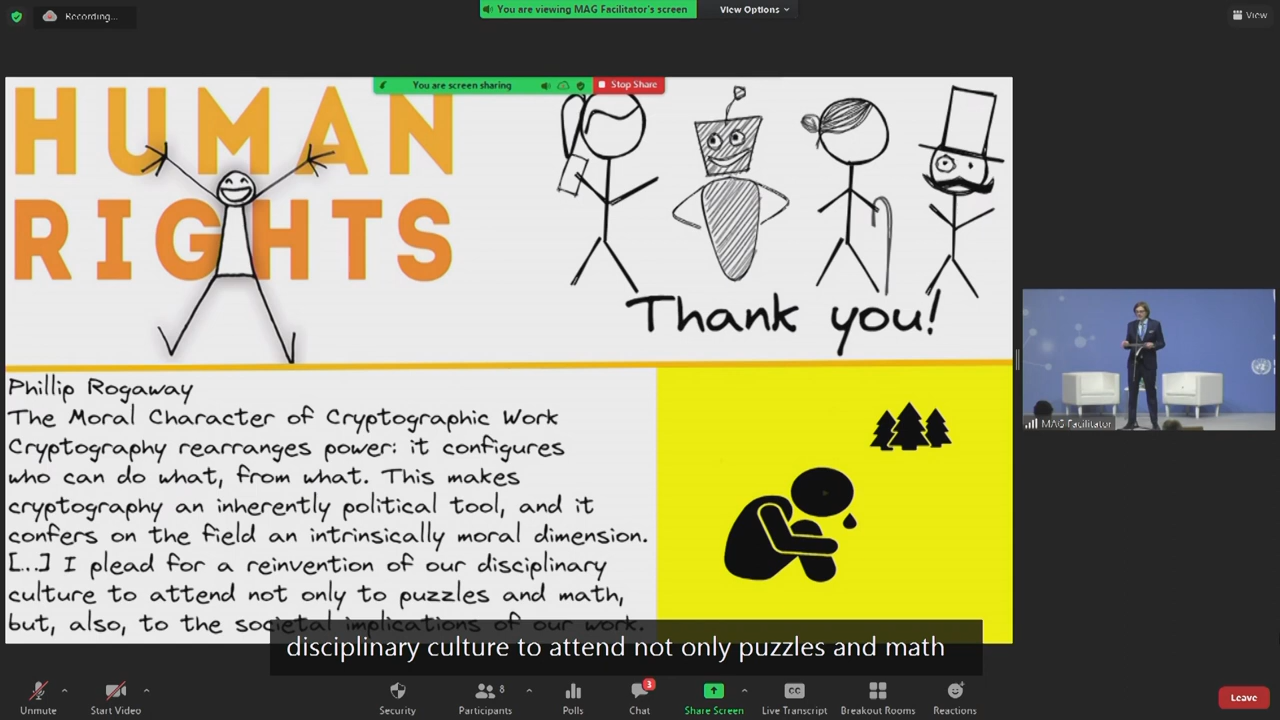 Recording...
You are viewing MAG Facilitator's screen
View Options
View
You are screen sharing
Stop Share
HUMAN
RIGHTS
Thank you!
Phillip Rogaway
The Moral Character of Cryptographic Work
Cryptography rearranges power: it configures
who can do what, from what. This makes
cryptography an inherently political tool, and it
confers on the field an intrinsically moral dimension.
[...] I plead for a reinvention of our disciplinary
culture to attend not only to puzzles and math,
but, also, to the societal implications of our work.
MAG Facilitator
disciplinary culture to attend not only puzzles and math
Unmute
Start Video
Security
Participants
8
Polls
Chat
3
Share Screen
CC
Live Transcript
Breakout Rooms
Reactions
Leave